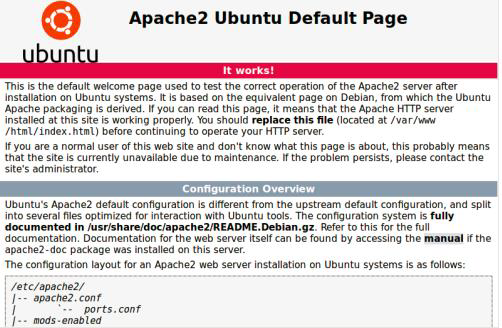 Apache2 Ubuntu Default Page
ubuntu
It works!
This is the default welcome page used to test the correct operation of the Apache2 server after
installation on Ubuntu systems. It is based on the equivalent page on Debian, from which the Ubuntu
Apache packaging is derived. If you can read this page, it means that the Apache HTTP server
installed at this site is working properly. You should replace this file (located at /var/www
/html/index.html) before continuing to operate your HTTP server.
If you are a normal user of this web site and don't know what this page is about, this probably means
that the site is currently unavailable due to maintenance. If the problem persists, please contact the
site's administrator.
Configuration Overview
Ubuntu's Apache2 default configuration is different from the upstream default configuration, and split
into several files optimized for interaction with Ubuntu tools. The configuration system is fully
documented in /usr/share/doc/apache2/README.Debian.gz. Refer to this for the full
documentation. Documentation for the web server itself can be found by accessing the manual if the
apache2-doc package was installed on this server.
The configuration layout for an Apache2 web server installation on Ubuntu systems is as follows:
/etc/apache2/
|-- apache2.conf
|       `--  ports.conf
|-- mods-enabled